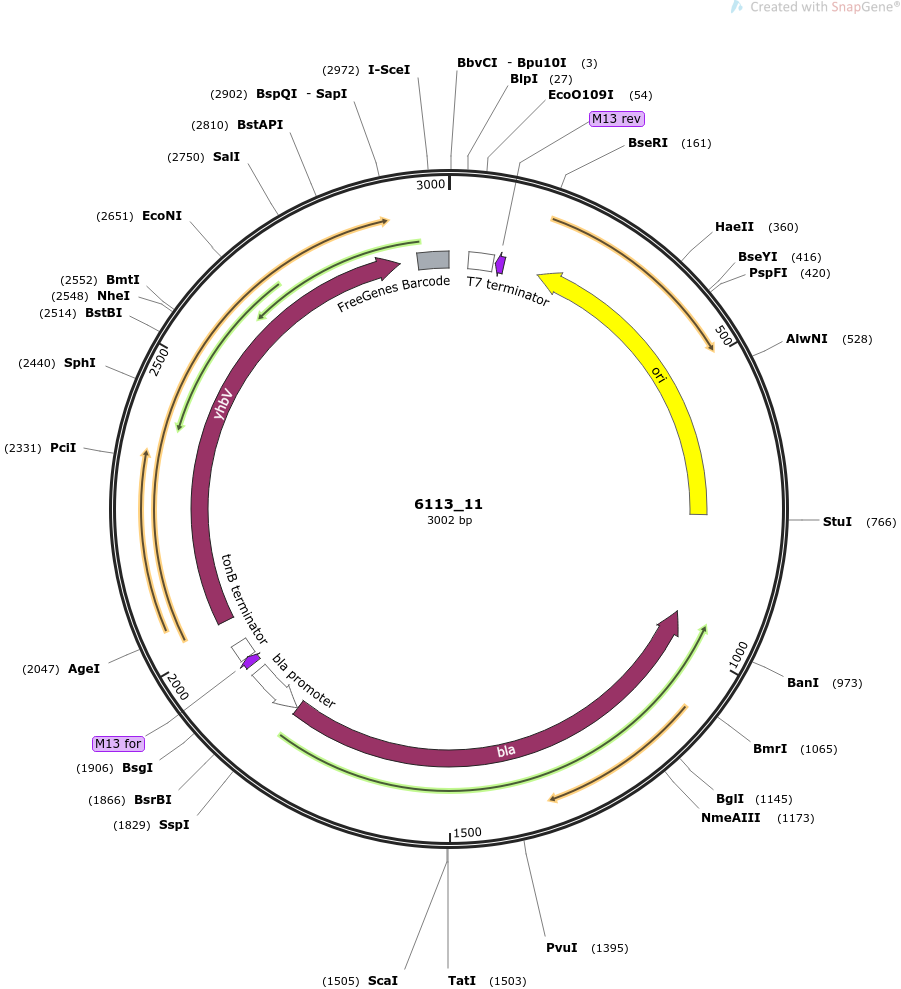 Created with SnapGene®
(2972) I-SceI
BbvCI - Bpu10I (3)
BlpI (27)
(2902) BspQI - SapI
EcoO109I (54)
M13 rev
(2810) BstAPI
BseRI (161)
(2750) SalI
3000
(2651) EcoNI
HaeII (360)
BseYI (416)
PspFI (420)
(2552) BmtI
(2548) NheI
(2514) BstBI
FreeGenes Barcode
T7 terminator
500
AlwNI (528)
2500
(2440) SphI
ori
yhbV
(2331) PciI
6113_11
3002 bp
StuI (766)
tonB terminator
bla promoter
1000
(2047) AgeI
2000
BanI (973)
M13 for
bla
BmrI (1065)
(1906) BsgI
(1866) BsrBI
BglI (1145)
NmeAIII (1173)
(1829) SspI
1500
PvuI (1395)
(1505) ScaI
TatI (1503)